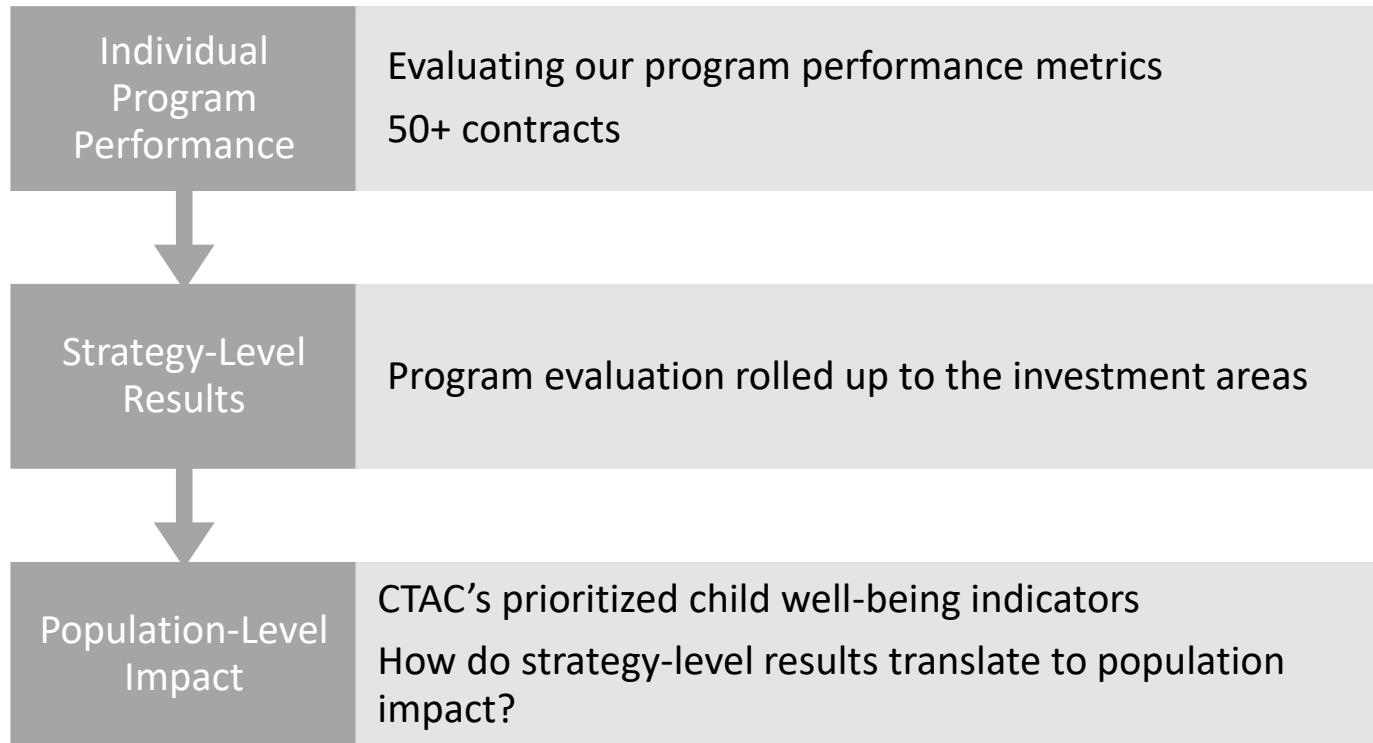 Individual
Program
Performance
Evaluating our program performance metrics
50+ contracts
Strategy-Level
Results
Program evaluation rolled up to the investment areas
Population-Level
Impact
CTAC’s prioritized child well-being indicators
How do strategy-level results translate to population
impact?